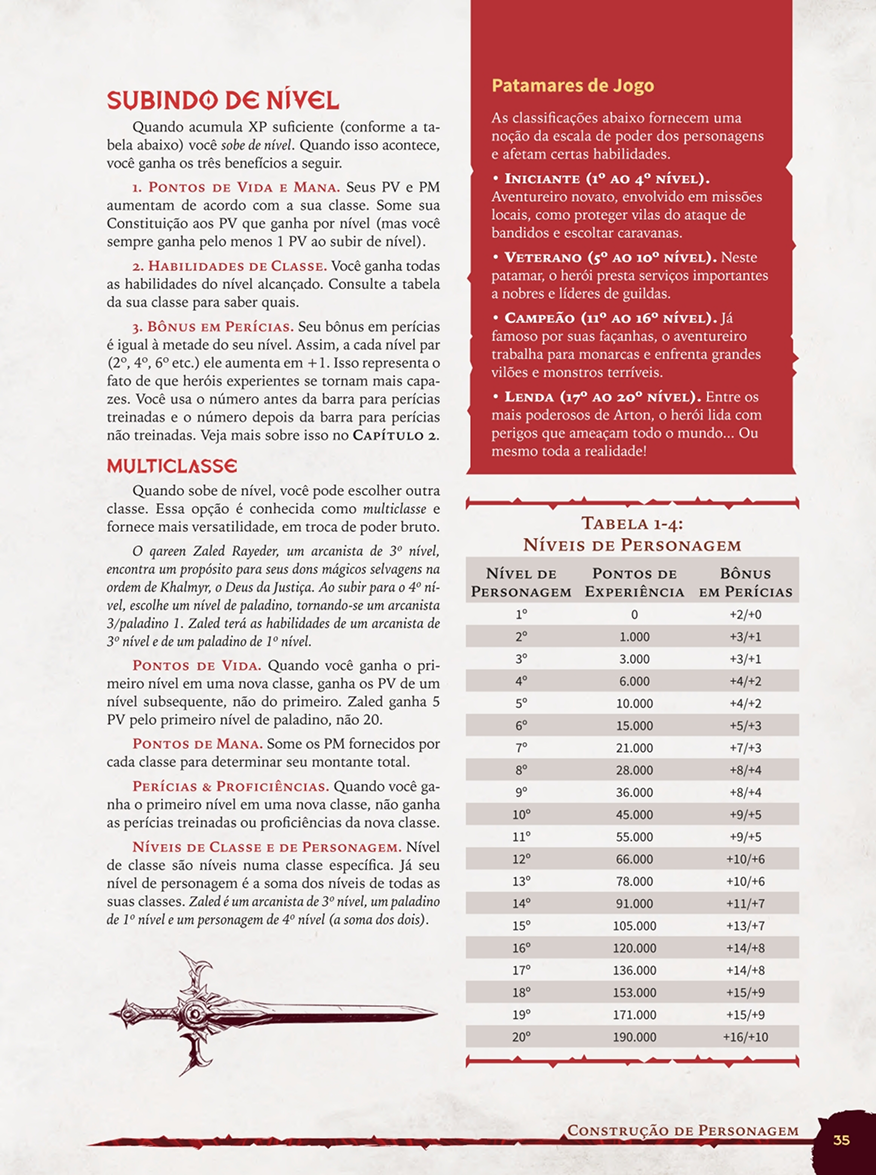 SUBINDO DE NÍVEL
Quando acumula XP suficiente (conforme a ta-
bela abaixo) você sobe de nível. Quando isso acontece,
você ganha os três benefícios a seguir.
1. Pontos de Vida e Mana. Seus PV e PM
aumentam de acordo com a sua classe. Some sua
Constituição aos PV que ganha por nível (mas você
sempre ganha pelo menos 1 PV ao subir de nível).
2. Habilidades de Classe. Você ganha todas
as habilidades do nível alcançado. Consulte a tabela
da sua classe para saber quais.
3. Bônus em Perícias. Seu bônus em perícias
é igual à metade do seu nível. Assim, a cada nível par
(2º, 4º, 6º etc.) ele aumenta em +1. Isso representa o
fato de que heróis experientes se tornam mais capa-
zes. Você usa o número antes da barra para perícias
treinadas e o número depois da barra para perícias
não treinadas. Veja mais sobre isso no Capítulo 2.
MULTICLASSE
Quando sobe de nível, você pode escolher outra
classe. Essa opção é conhecida como multiclasse e
fornece mais versatilidade, em troca de poder bruto.
O qareen Zaled Rayeder, um arcanista de 3º nível,
encontra um propósito para seus dons mágicos selvagens na
ordem de Khalmyr, o Deus da Justiça. Ao subir para o 4º ní-
vel, escolhe um nível de paladino, tornando-se um arcanista
3/paladino 1. Zaled terá as habilidades de um arcanista de
3º nível e de um paladino de 1º nível.
Pontos de Vida. Quando você ganha o pri-
meiro nível em uma nova classe, ganha os PV de um
nível subsequente, não do primeiro. Zaled ganha 5
PV pelo primeiro nível de paladino, não 20.
Pontos de Mana. Some os PM fornecidos por
cada classe para determinar seu montante total.
Perícias & Proficiências. Quando você ga-
nha o primeiro nível em uma nova classe, não ganha
as perícias treinadas ou proficiências da nova classe.
Níveis de Classe e de Personagem. Nível
de classe são níveis numa classe específica. Já seu
nível de personagem é a soma dos níveis de todas as
suas classes. Zaled é um arcanista de 3º nível, um paladino
de 1º nível e um personagem de 4º nível (a soma dos dois).
Patamares de Jogo
As classificações abaixo fornecem uma
noção da escala de poder dos personagens
e afetam certas habilidades.
• Iniciante (1º ao 4º nível).
Aventureiro novato, envolvido em missões
locais, como proteger vilas do ataque de
bandidos e escoltar caravanas.
• Veterano (5º ao 10º nível). Neste
patamar, o herói presta serviços importantes
a nobres e líderes de guildas.
• Campeão (11º ao 16º nível). Já
famoso por suas façanhas, o aventureiro
trabalha para monarcas e enfrenta grandes
vilões e monstros terríveis.
• Lenda (17º ao 20º nível). Entre os
mais poderosos de Arton, o herói lida com
perigos que ameaçam todo o mundo... Ou
mesmo toda a realidade!
Tabela 1-4:
Níveis de Personagem
Nível de Pontos de Bônus
Personagem Experiência em Perícias
1º 0 +2/+0
2º 1.000 +3/+1
3º 3.000 +3/+1
4º 6.000 +4/+2
5º 10.000 +4/+2
6º 15.000 +5/+3
7º 21.000 +7/+3
8º 28.000 +8/+4
9º 36.000 +8/+4
10º 45.000 +9/+5
11º 55.000 +9/+5
12º 66.000 +10/+6
13º 78.000 +10/+6
14º 91.000 +11/+7
15º 105.000 +13/+7
16º 120.000 +14/+8
17º 136.000 +14/+8
18º 153.000 +15/+9
19º 171.000 +15/+9
20º 190.000 +16/+10
Construção de Personagem
35